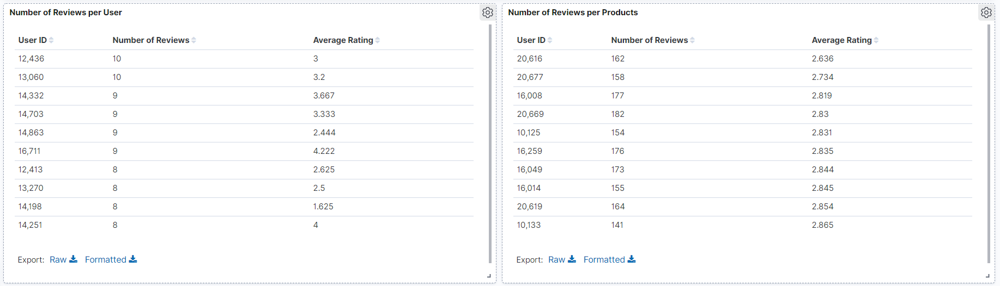 Number of Reviews per User
User ID Number of Reviews Average Rating
12,436 10 3
13,060 10 3.2
14,332 9 3.667
14,703 9 3.333
14,863 9 2.444
16,711 9 4.222
12,413 8 2.625
13,270 8 2.5
14,198 8 1.625
14,251 8 4
Export: Raw Formatted
Number of Reviews per Products
User ID Number of Reviews Average Rating
20,616 162 2.636
20,677 158 2.734
16,008 177 2.819
20,669 182 2.83
10,125 154 2.831
16,259 176 2.835
16,049 173 2.844
16,014 155 2.845
20,619 164 2.854
10,133 141 2.865
Export: Raw Formatted